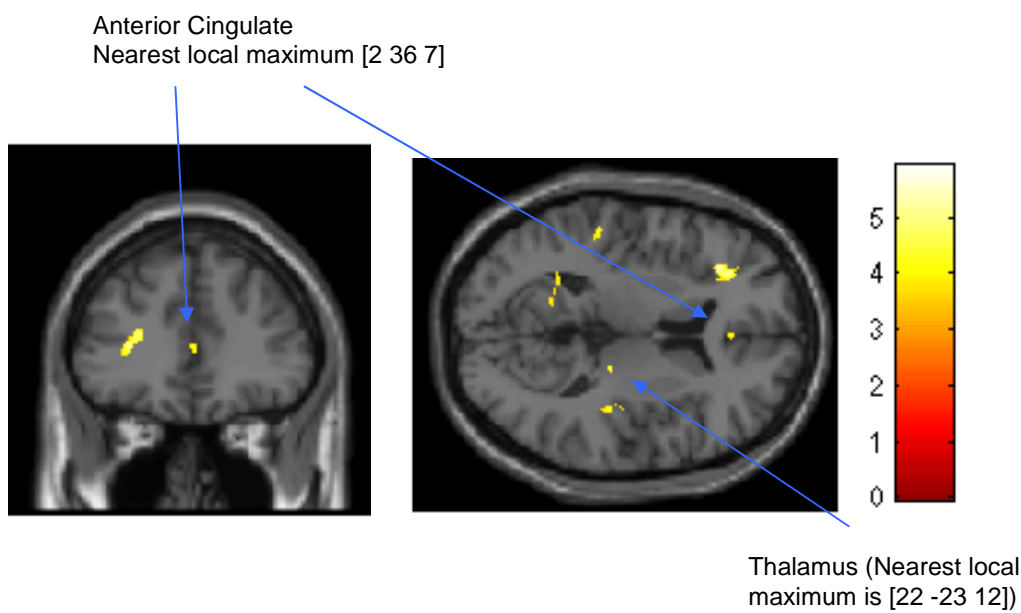 Anterior Cingulate
Nearest local maximum [2 36 7]
5
4
3
2
1
0
Thalamus (Nearest local
maximum is [22 -23 12])